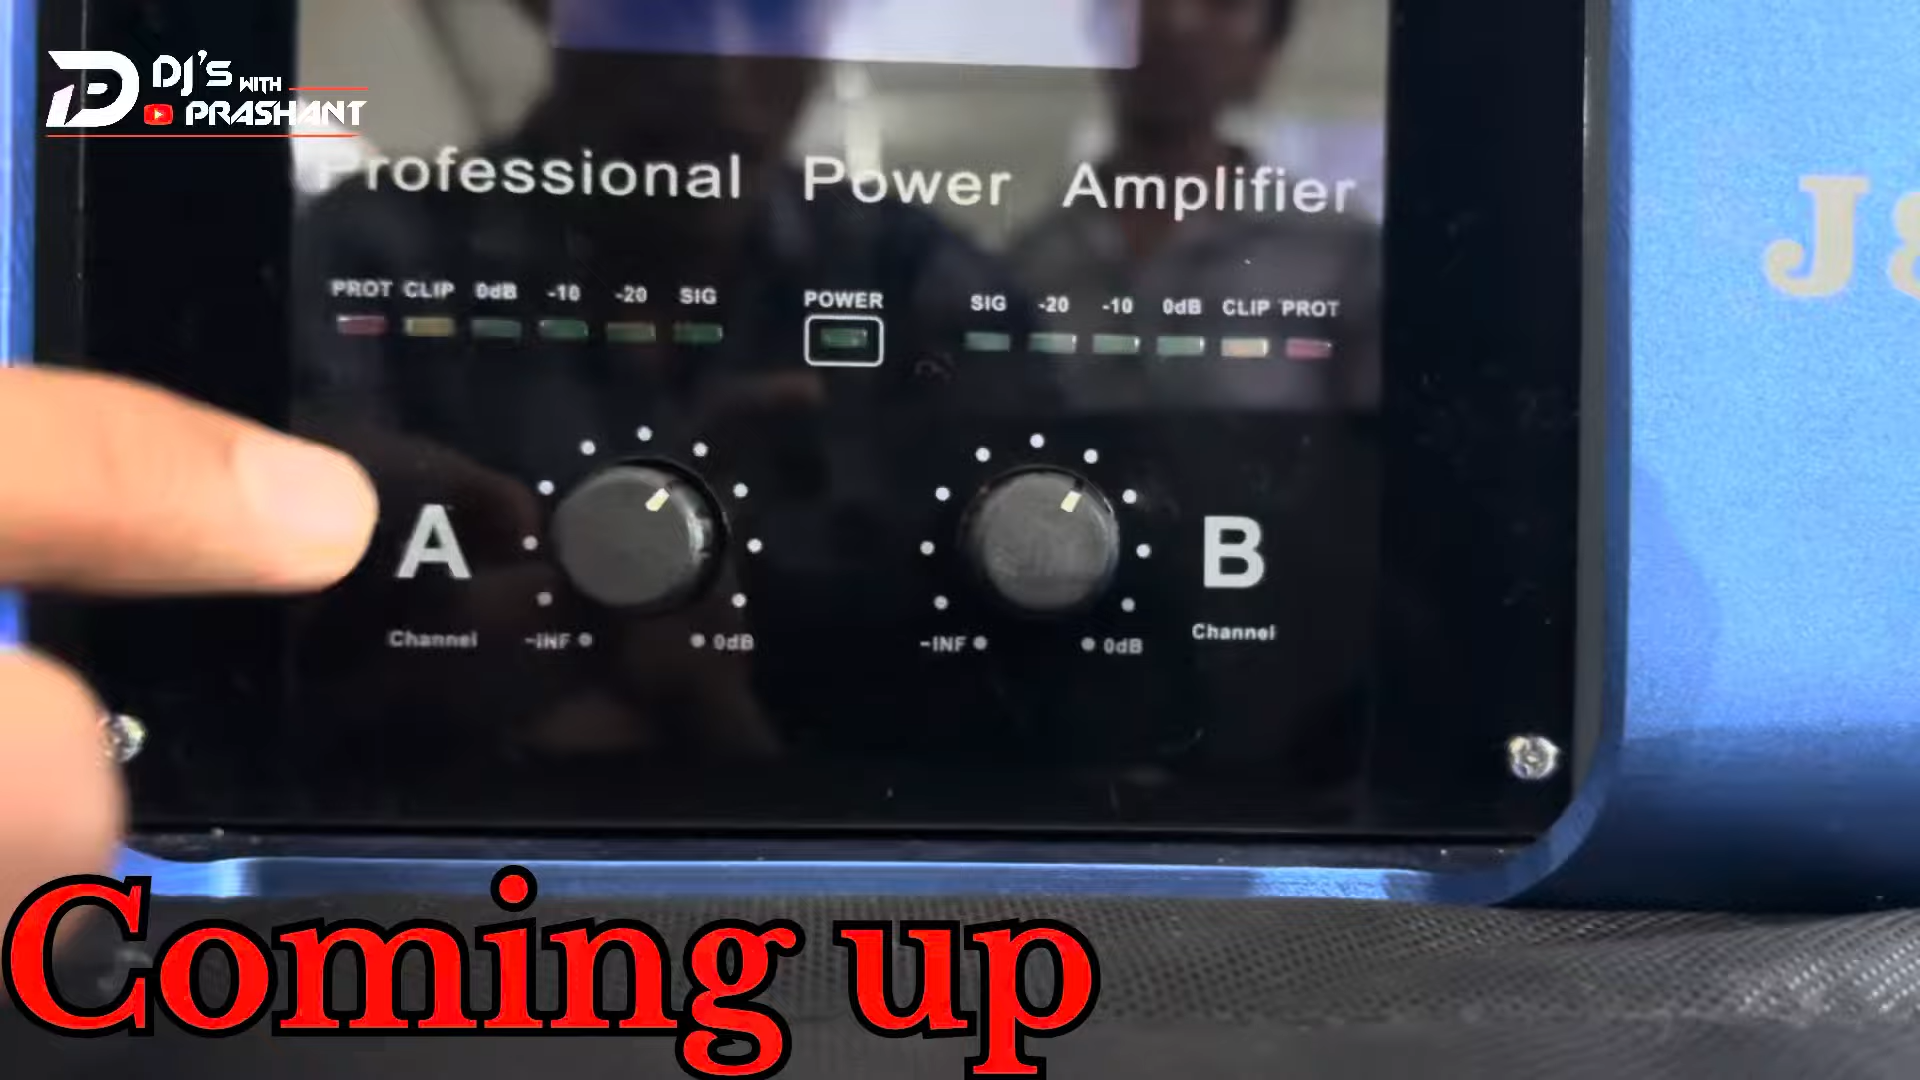 DJ's WITH
PRASHANT
Professional Power Amplifier
PROT CLIP 0dB -10 -20 SIG
POWER
SIG -20 -10 0dB CLIP PROT
A
Channel
-INF
0dB
B
Channel
-INF
0dB
Coming up